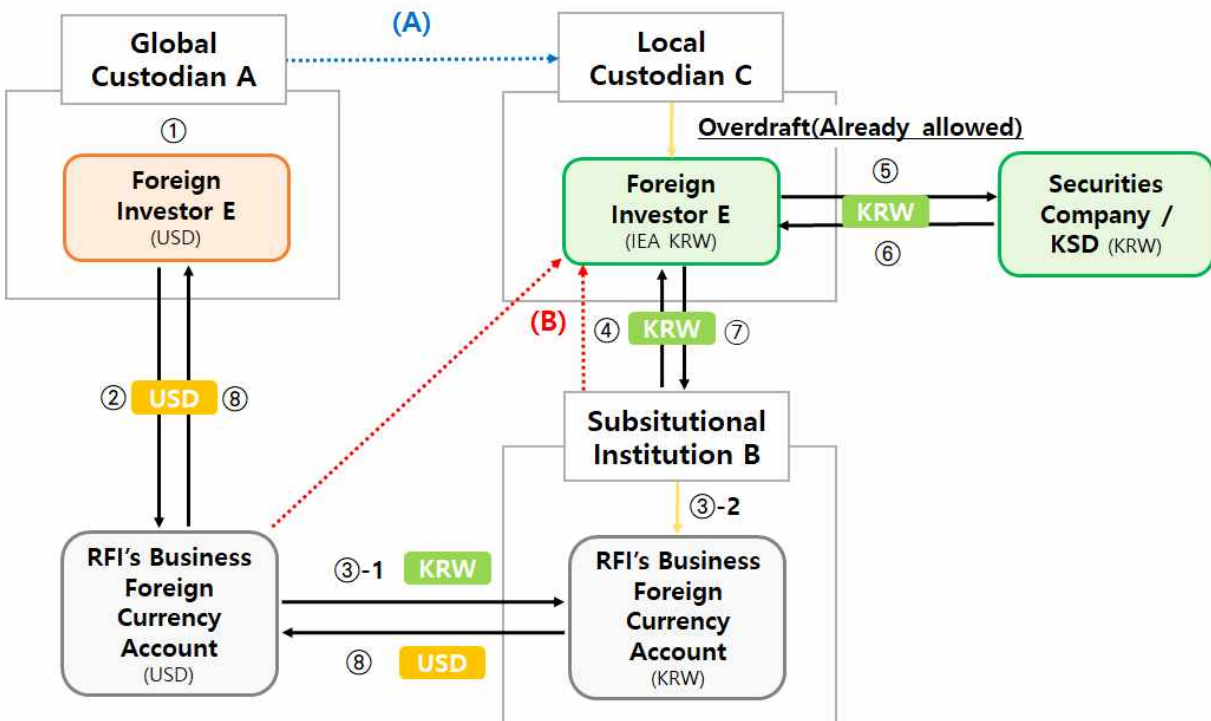 Global
Custodian A
(A)
Local
Custodian C
①
Overdraft(Already allowed)
Foreign
Investor E
(USD)
Foreign
Investor E
(IEA KRW)
⑤
KRW
⑥
Securities
Company /
KSD (KRW)
(B)
④ KRW ⑦
② USD ⑧
Subsitutional
Institution B
③-2
RFI's Business
Foreign
Currency
Account
(USD)
③-1 KRW
⑧ USD
RFI's Business
Foreign
Currency
Account
(KRW)